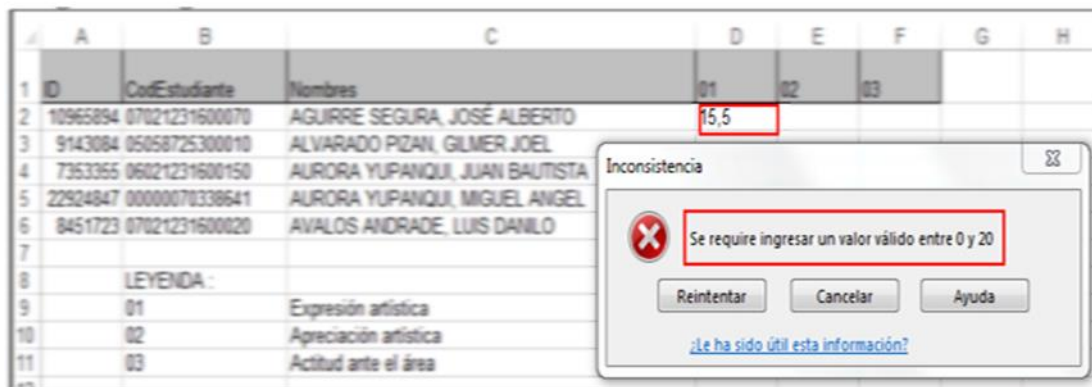 A B C D E F G H
1 ID CodEstudiante Nombres 01 02 03
2 10965894 07021231600070 AGUIRRE SEGURA, JOSÉ ALBERTO 15,5
3 9143084 05058725300010 ALVARADO PIZAN, GILMER JOEL
4 7353355 06021231600150 AURORA YUPANQUI, JUAN BAUTISTA
5 22924847 00000070338641 AURORA YUPANQUI, MIGUEL ANGEL
6 8451723 07021231600020 AVALOS ANDRADE, LUIS DANILO
7
8 LEYENDA :
9 01 Expresión artística
10 02 Apreciación artística
11 03 Actitud ante el área
Inconsistencia
Se require ingresar un valor válido entre 0 y 20
Reintentar Cancelar Ayuda
¿Le ha sido útil esta información?